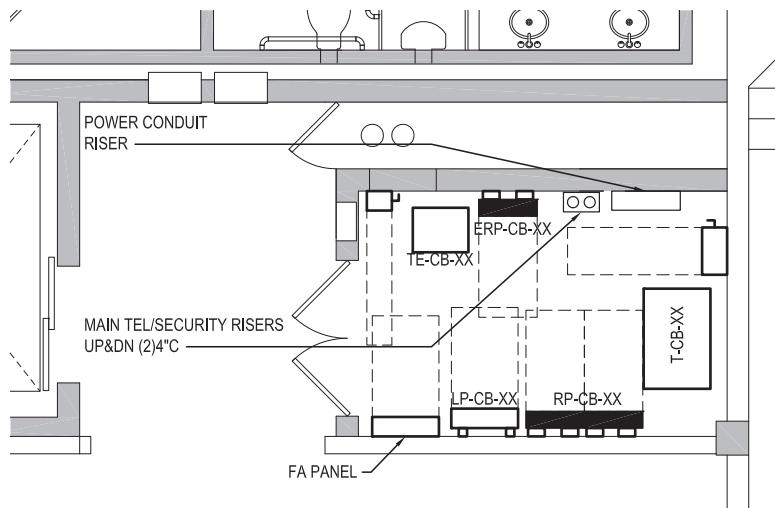 POWER CONDUIT
RISER
ERP-CB-XX
TE-CB-XX
MAIN TEL/SECURITY RISERS
UP&DN (2)4"C
T-CB-XX
LP-CB-XX
RP-CB-XX
FA PANEL